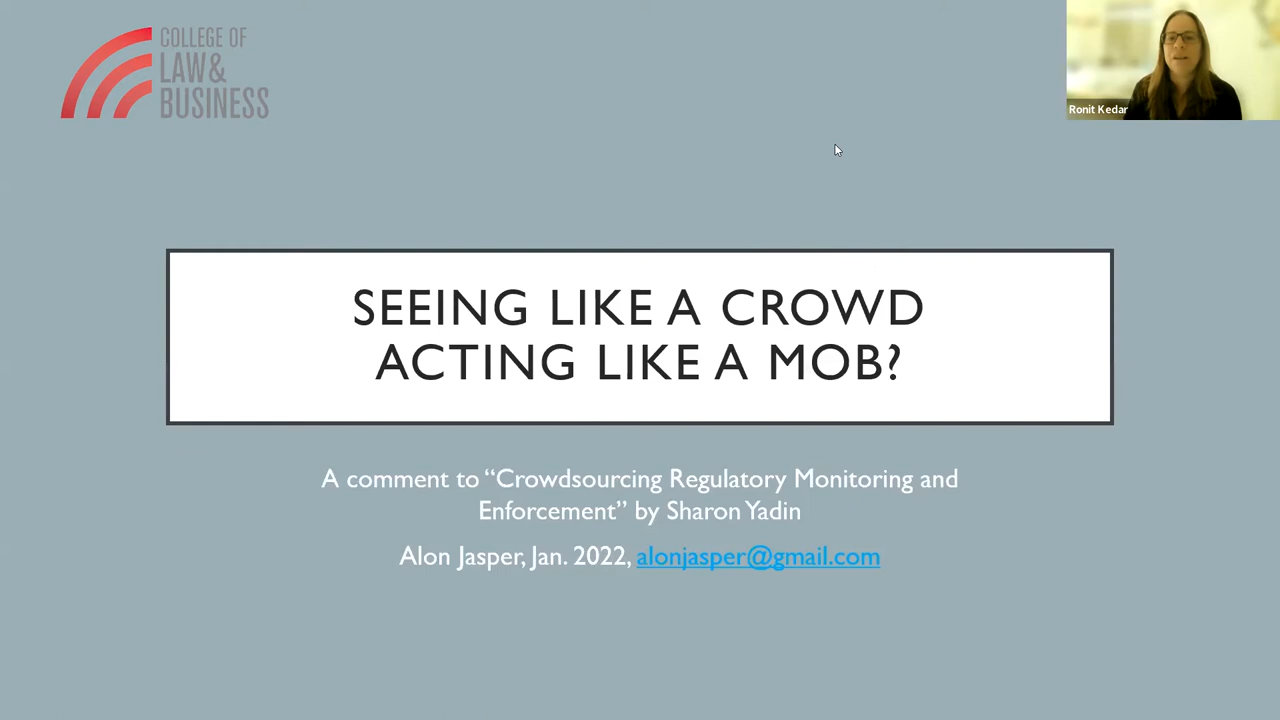 COLLEGE OF
LAW&
BUSINESS
Ronit Kedar
SEEING LIKE A CROWD
ACTING LIKE A MOB?
A comment to “Crowdsourcing Regulatory Monitoring and
Enforcement” by Sharon Yadin
Alon Jasper, Jan. 2022, alonjasper@gmail.com